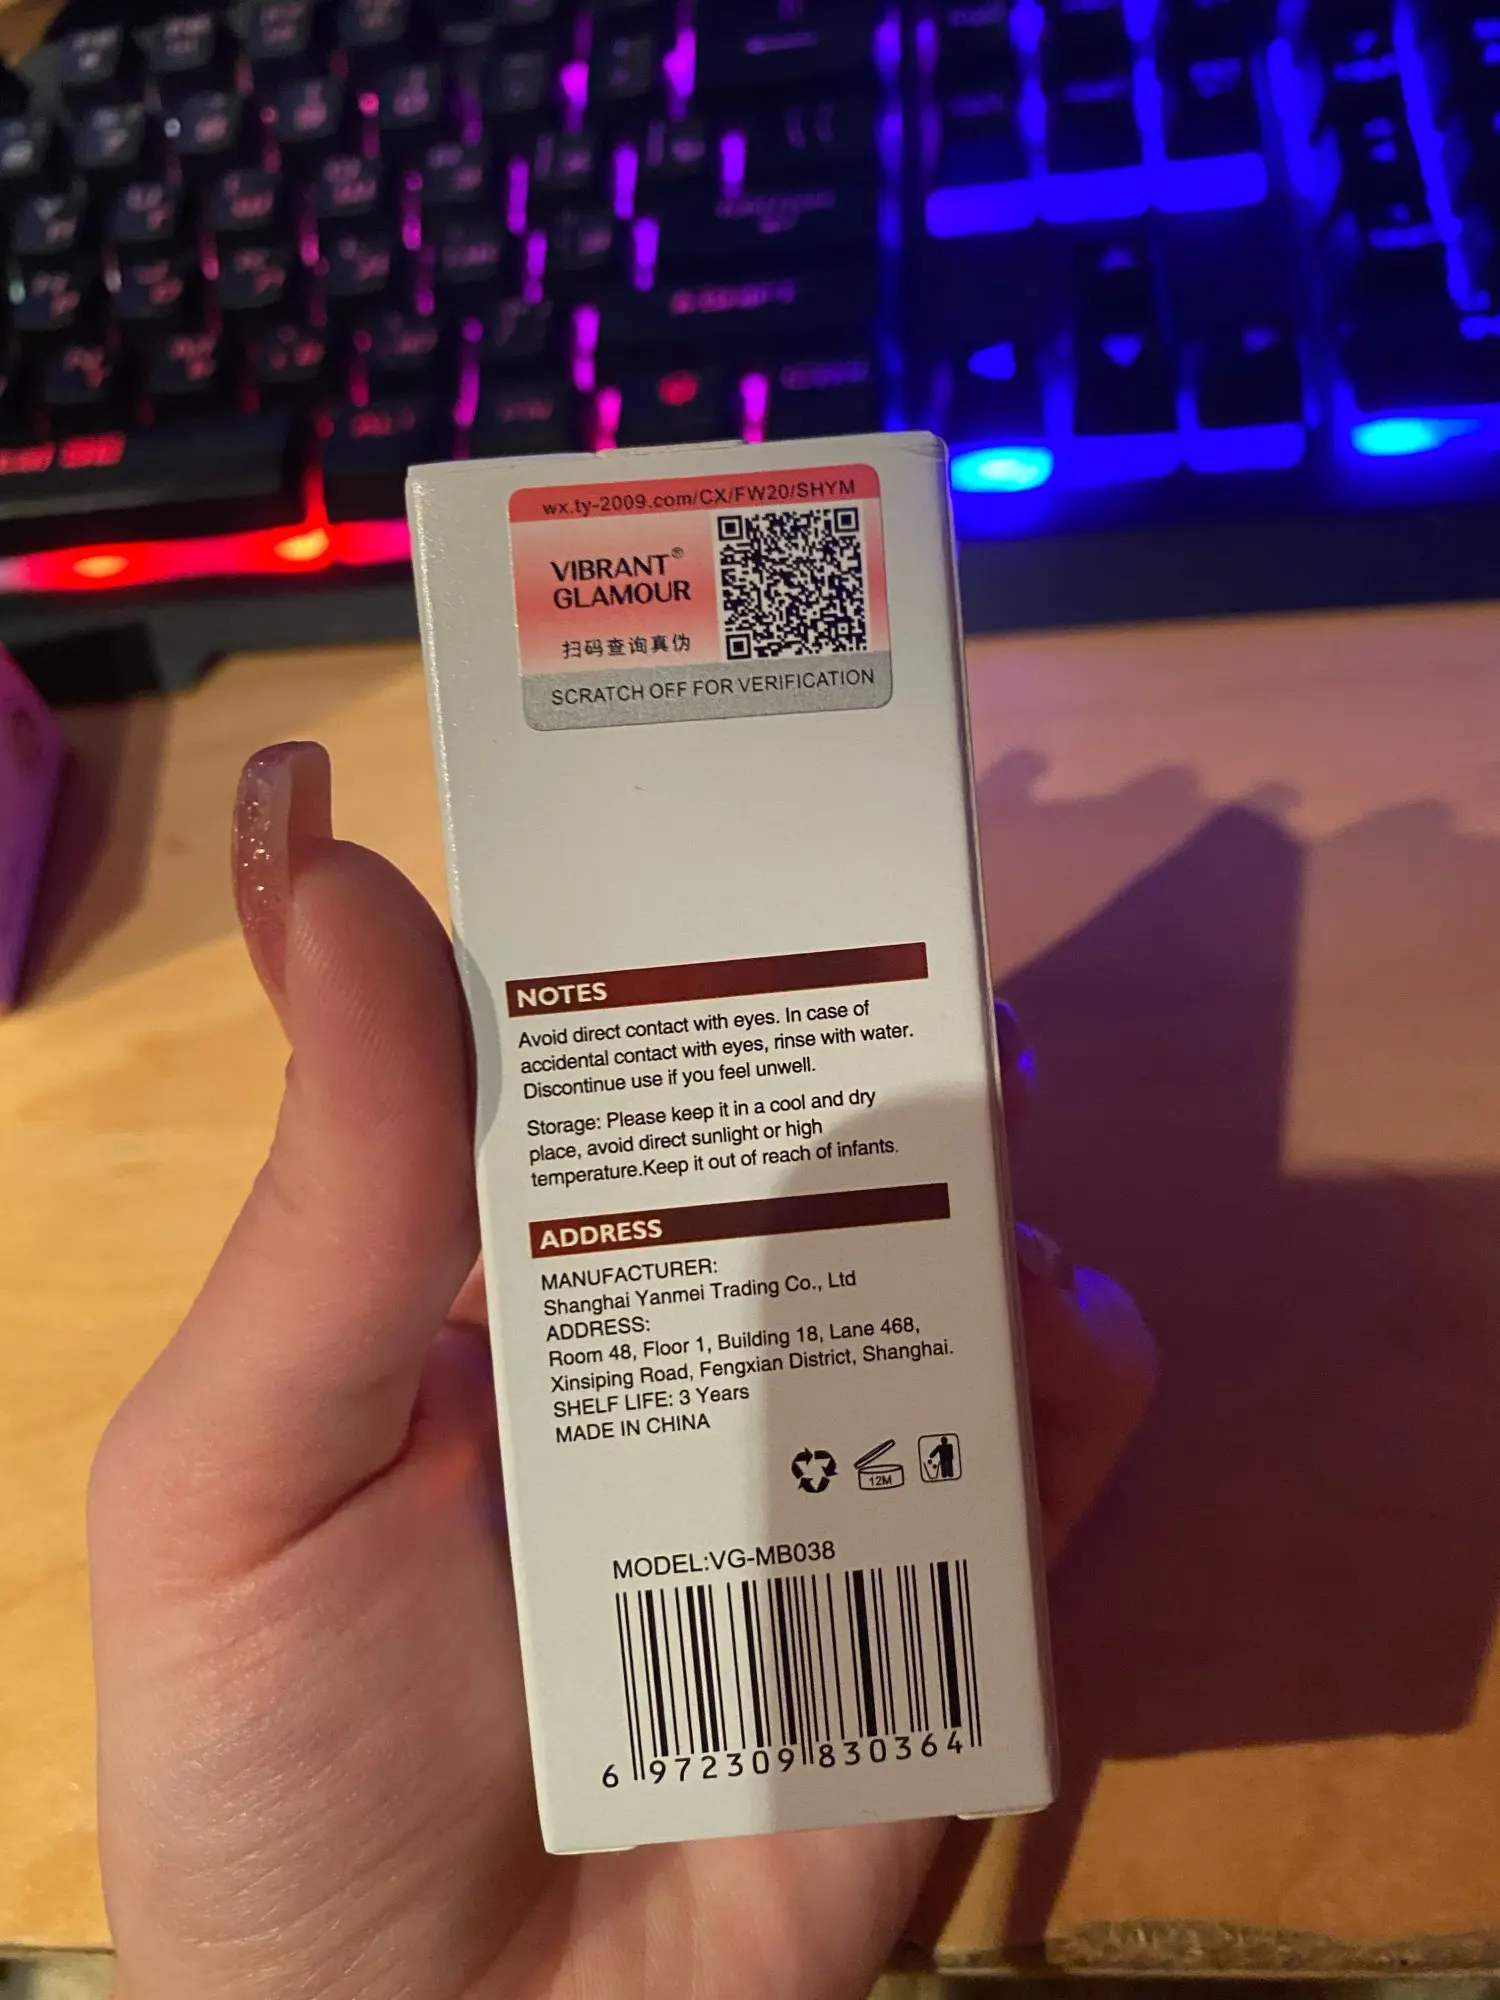 wx.ty-2009.com/CX/FW20/SHYM
VIBRANT®
GLAMOUR
扫码查询真伪
SCRATCH OFF FOR VERIFICATION
NOTES
Avoid direct contact with eyes. In case of
accidental contact with eyes, rinse with water.
Discontinue use if you feel unwell.
Storage: Please keep it in a cool and dry
place, avoid direct sunlight or high
temperature.Keep it out of reach of infants.
ADDRESS
MANUFACTURER:
Shanghai Yanmei Trading Co., Ltd
ADDRESS:
Room 48, Floor 1, Building 18, Lane 468,
Xinsiping Road, Fengxian District, Shanghai.
SHELF LIFE: 3 Years
MADE IN CHINA
12M
MODEL:VG-MB038
6 972309 830364